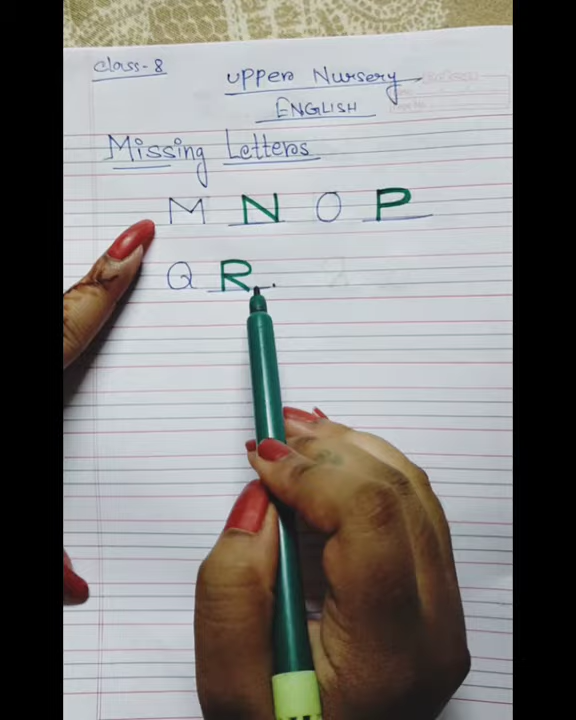 Class-8
Upper Nursery
ENGLISH
Missing Letters
M N O P
Q R.